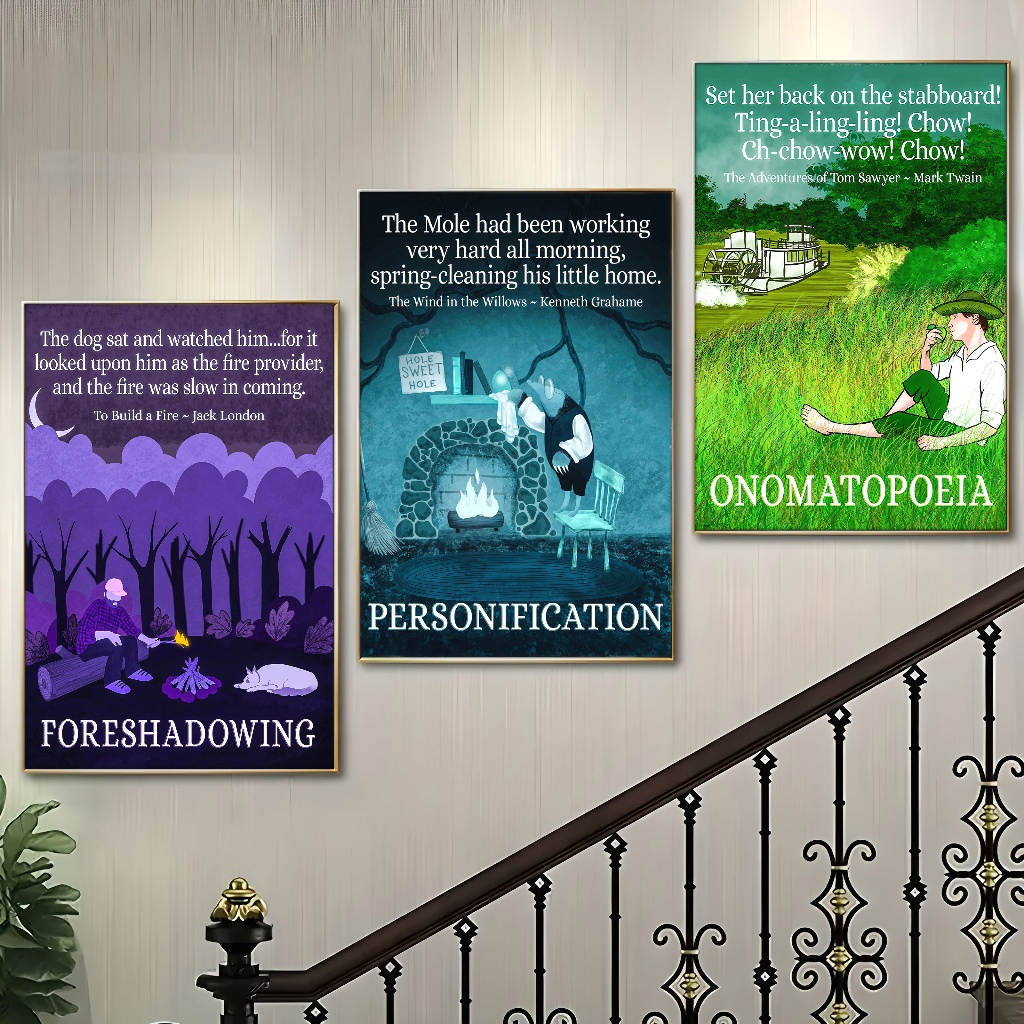 The dog sat and watched him...for it
looked upon him as the fire provider,
and the fire was slow in coming.
To Build a Fire ~ Jack London
FORESHADOWING
The Mole had been working
very hard all morning,
spring-cleaning his little home.
The Wind in the Willows ~ Kenneth Grahame
HOLE
SWEET
HOLE
PERSONIFICATION
Set her back on the stabboard!
Ting-a-ling-ling! Chow!
Ch-chow-wow! Chow!
The Adventures of Tom Sawyer ~ Mark Twain
ONOMATOPOEIA